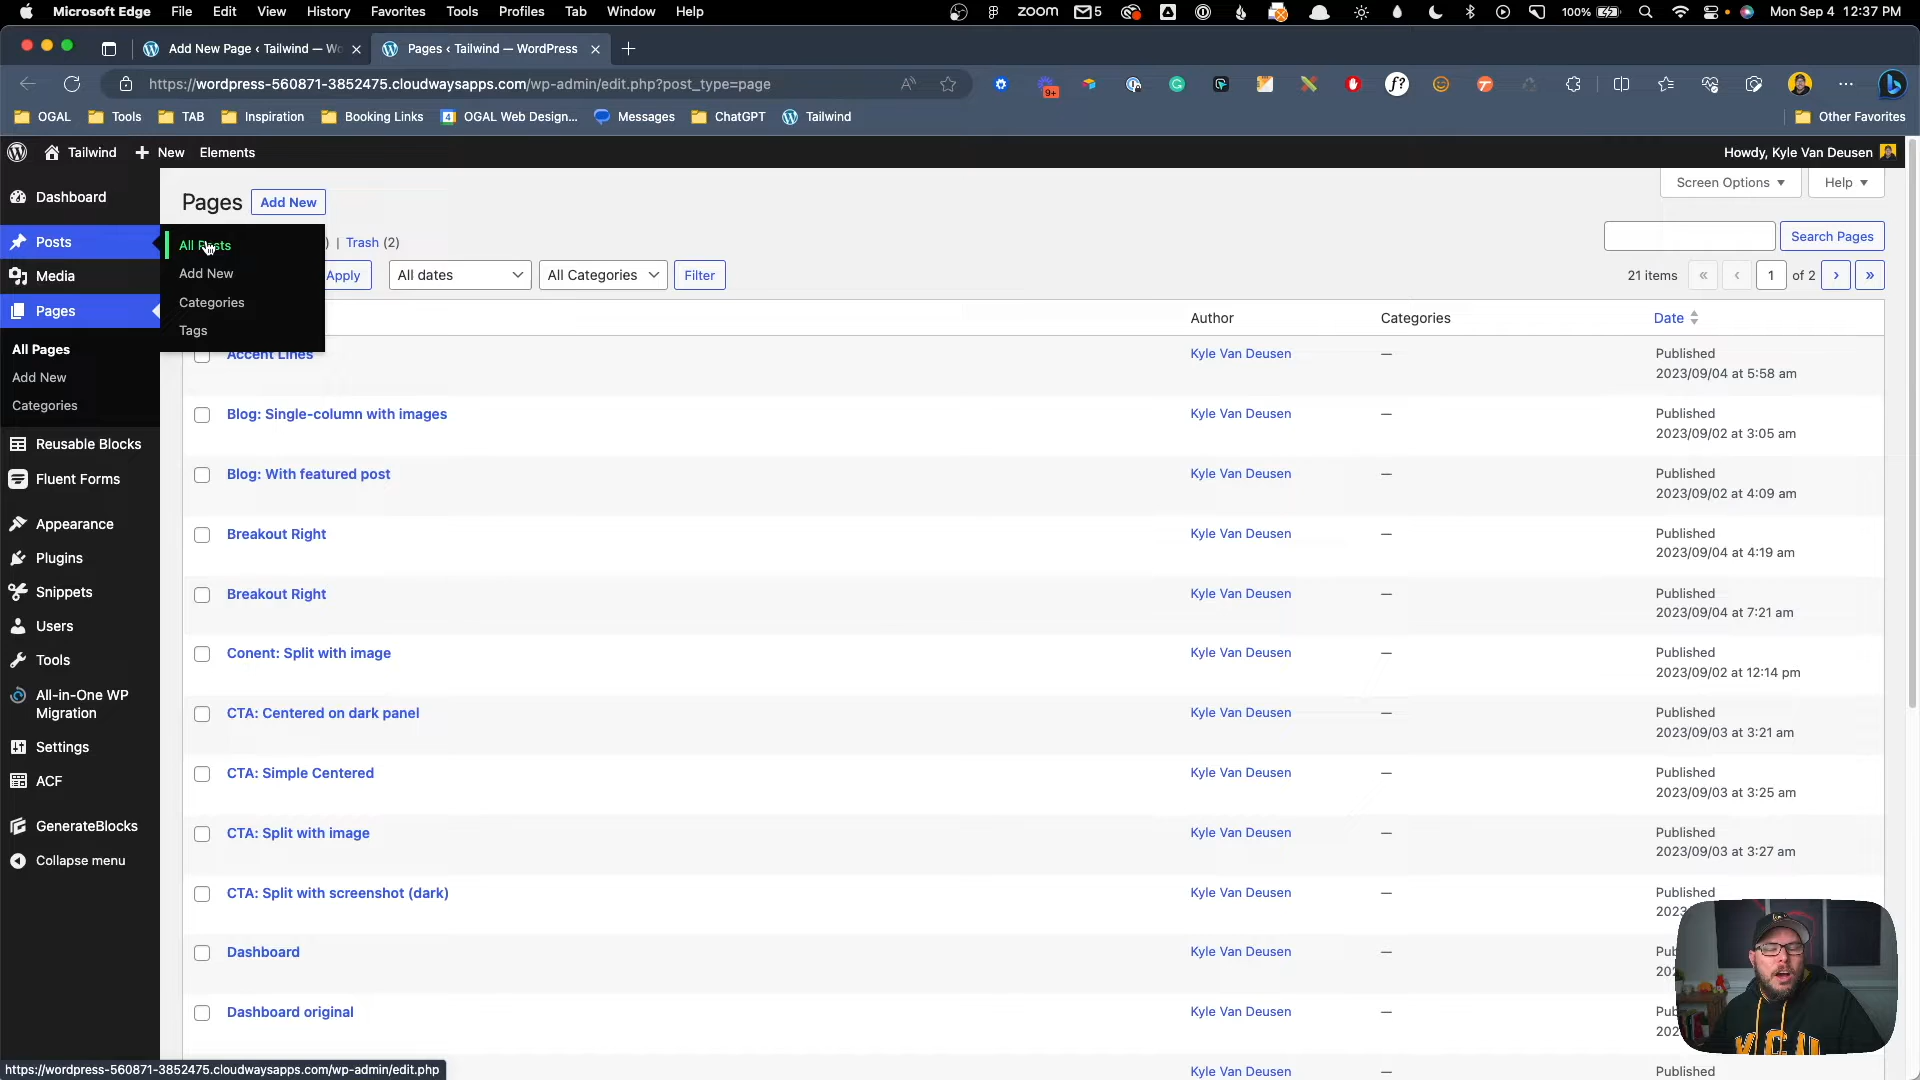 Microsoft Edge File Edit View History Favorites Tools Profiles Tab Window Help zoom 5 100% Mon Sep 4 12:37 PM
Add New Page ‹ Tailwind — Wo Pages ‹ Tailwind — WordPress
https://wordpress-560871-3852475.cloudwaysapps.com/wp-admin/edit.php?post_type=page
9+
f?
OGAL Tools TAB Inspiration Booking Links OGAL Web Design... Messages ChatGPT Tailwind Other Favorites
Tailwind New Elements Howdy, Kyle Van Deusen
Screen Options Help
Dashboard
Posts
Media
Pages
All Pages
Add New
Categories
Reusable Blocks
Fluent Forms
Appearance
Plugins
Snippets
Users
Tools
All-in-One WP
Migration
Settings
ACF
GenerateBlocks
Collapse menu
All Posts
Add New
Categories
Tags
Pages Add New
) | Trash (2)
Search Pages
Apply All dates All Categories Filter 21 items « ‹ 1 of 2 › »
Author Categories Date
Accent Lines Kyle Van Deusen — Published
2023/09/04 at 5:58 am
Blog: Single-column with images Kyle Van Deusen — Published
2023/09/02 at 3:05 am
Blog: With featured post Kyle Van Deusen — Published
2023/09/02 at 4:09 am
Breakout Right Kyle Van Deusen — Published
2023/09/04 at 4:19 am
Breakout Right Kyle Van Deusen — Published
2023/09/04 at 7:21 am
Conent: Split with image Kyle Van Deusen — Published
2023/09/02 at 12:14 pm
CTA: Centered on dark panel Kyle Van Deusen — Published
2023/09/03 at 3:21 am
CTA: Simple Centered Kyle Van Deusen — Published
2023/09/03 at 3:25 am
CTA: Split with image Kyle Van Deusen — Published
2023/09/03 at 3:27 am
CTA: Split with screenshot (dark) Kyle Van Deusen — Published
2023
Dashboard Kyle Van Deusen — Pub
202
Dashboard original Kyle Van Deusen — Pub
202
Kyle Van Deusen Published
https://wordpress-560871-3852475.cloudwaysapps.com/wp-admin/edit.php